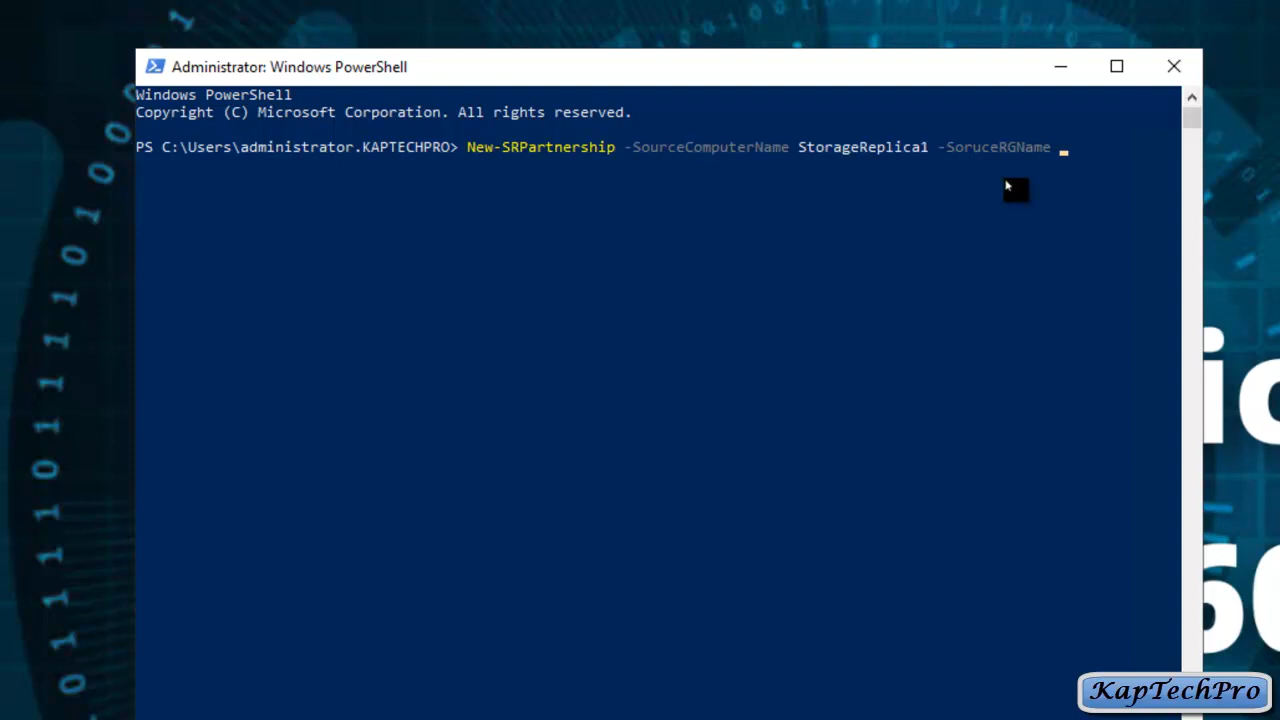 Administrator: Windows PowerShell
Windows PowerShell
Copyright (C) Microsoft Corporation. All rights reserved.
PS C:\Users\administrator.KAPTECHPRO> New-SRPartnership -SourceComputerName StorageReplica1 -SoruceRGName
KapTechPro